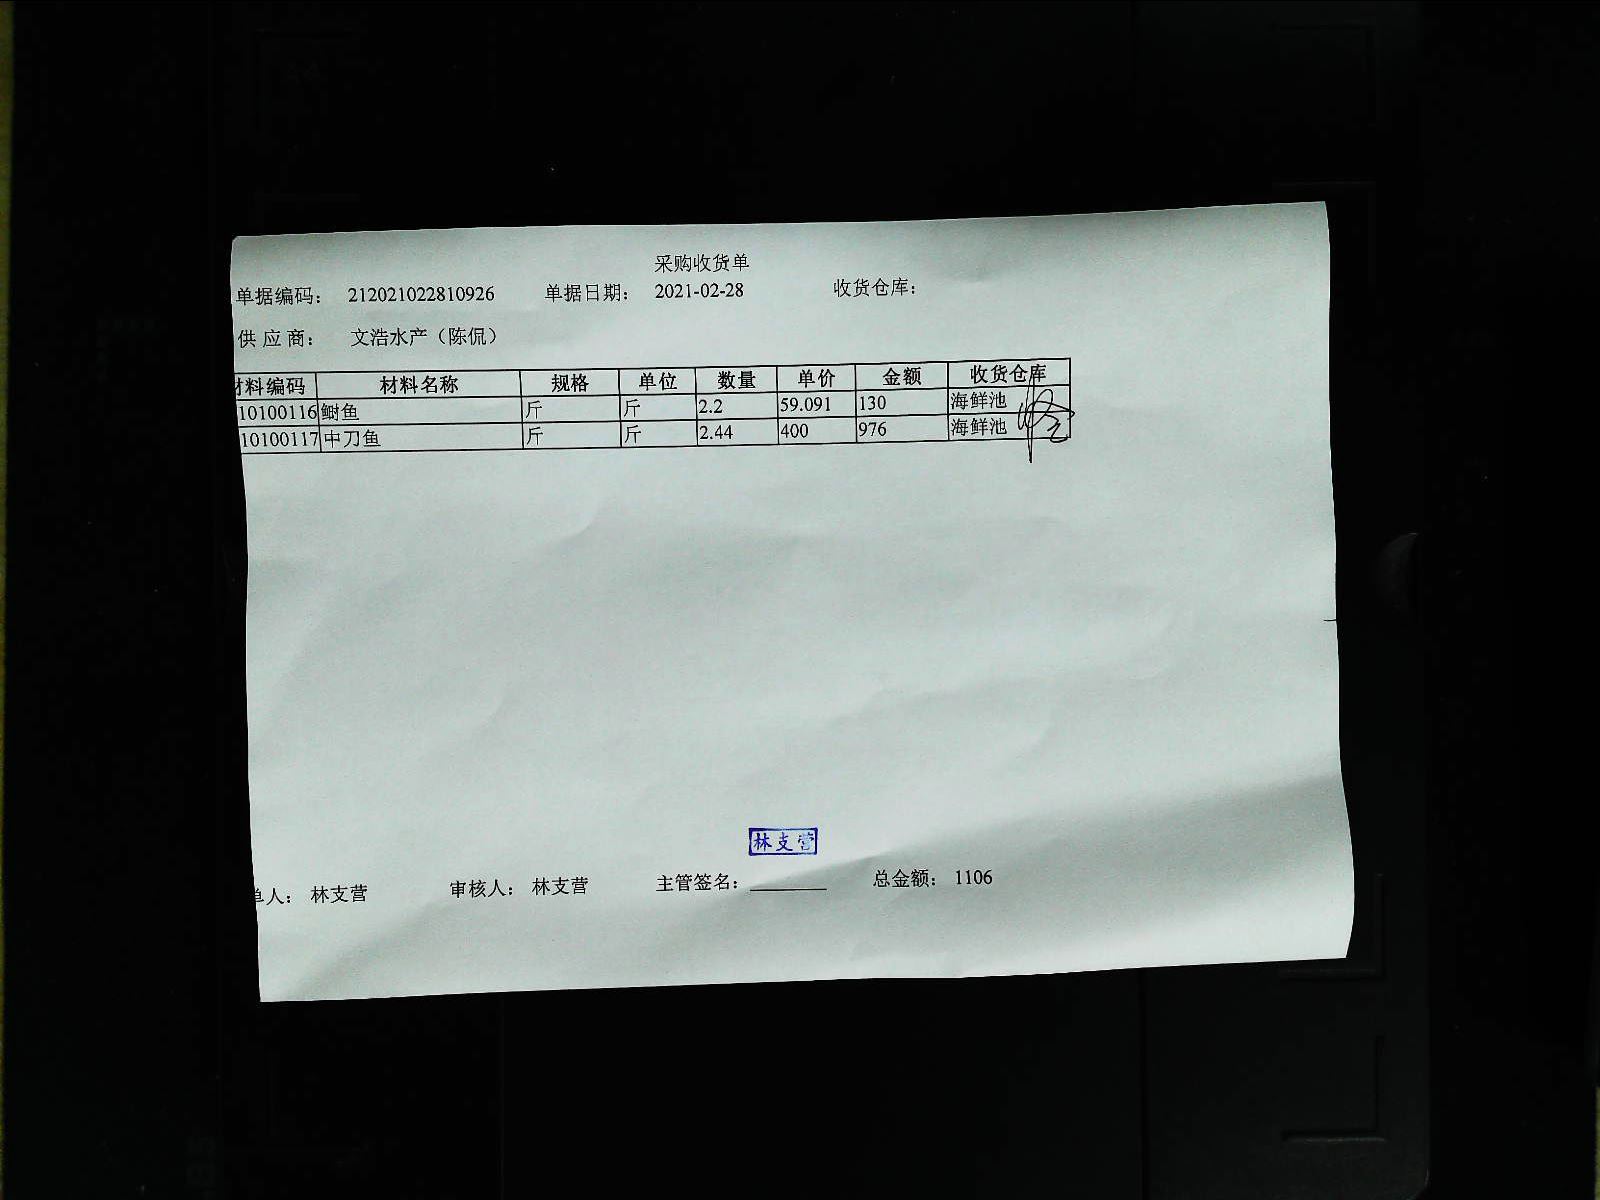 采购收货单
单据编码： 212021022810926 单据日期： 2021-02-28 收货仓库：
供 应 商： 文浩水产（陈侃）
材料编码 材料名称 规格 单位 数量 单价 金额 收货仓库
10100116 鲥鱼 斤 斤 2.2 59.091 130 海鲜池
10100117 中刀鱼 斤 斤 2.44 400 976 海鲜池
林支营
单人： 林支营 审核人： 林支营 主管签名： 总金额： 1106